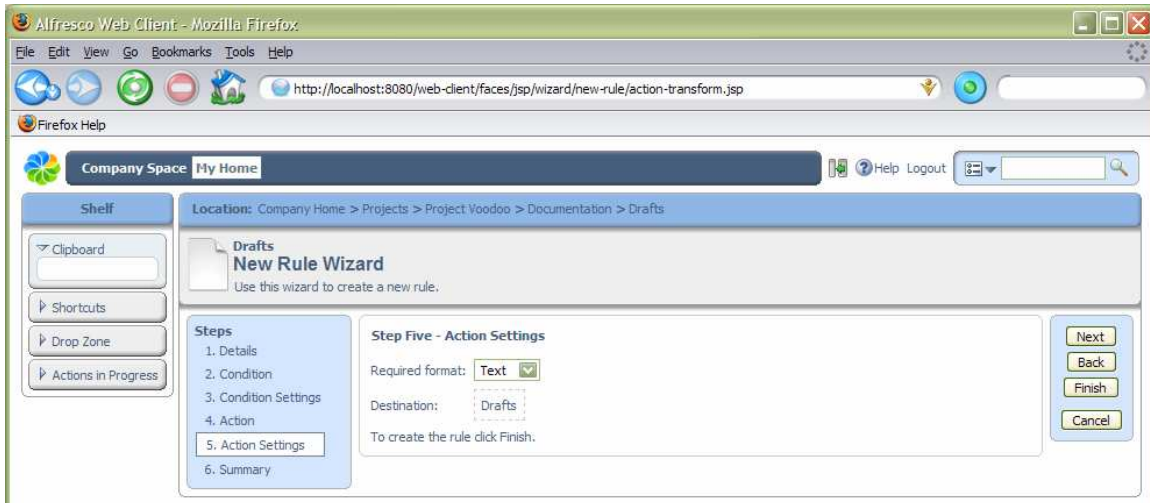 Alfresco Web Client - Mozilla Firefox
File Edit View Go Bookmarks Tools Help
http://localhost:8080/web-client/faces/jsp/wizard/new-rule/action-transform.jsp
Firefox Help
Company Space My Home Help Logout
Shelf
Location: Company Home > Projects > Project Voodoo > Documentation > Drafts
Clipboard
Shortcuts
Drop Zone
Actions in Progress
Drafts
New Rule Wizard
Use this wizard to create a new rule.
Steps
1. Details
2. Condition
3. Condition Settings
4. Action
5. Action Settings
6. Summary
Step Five - Action Settings
Required format: Text
Destination: Drafts
To create the rule click Finish.
Next
Back
Finish
Cancel